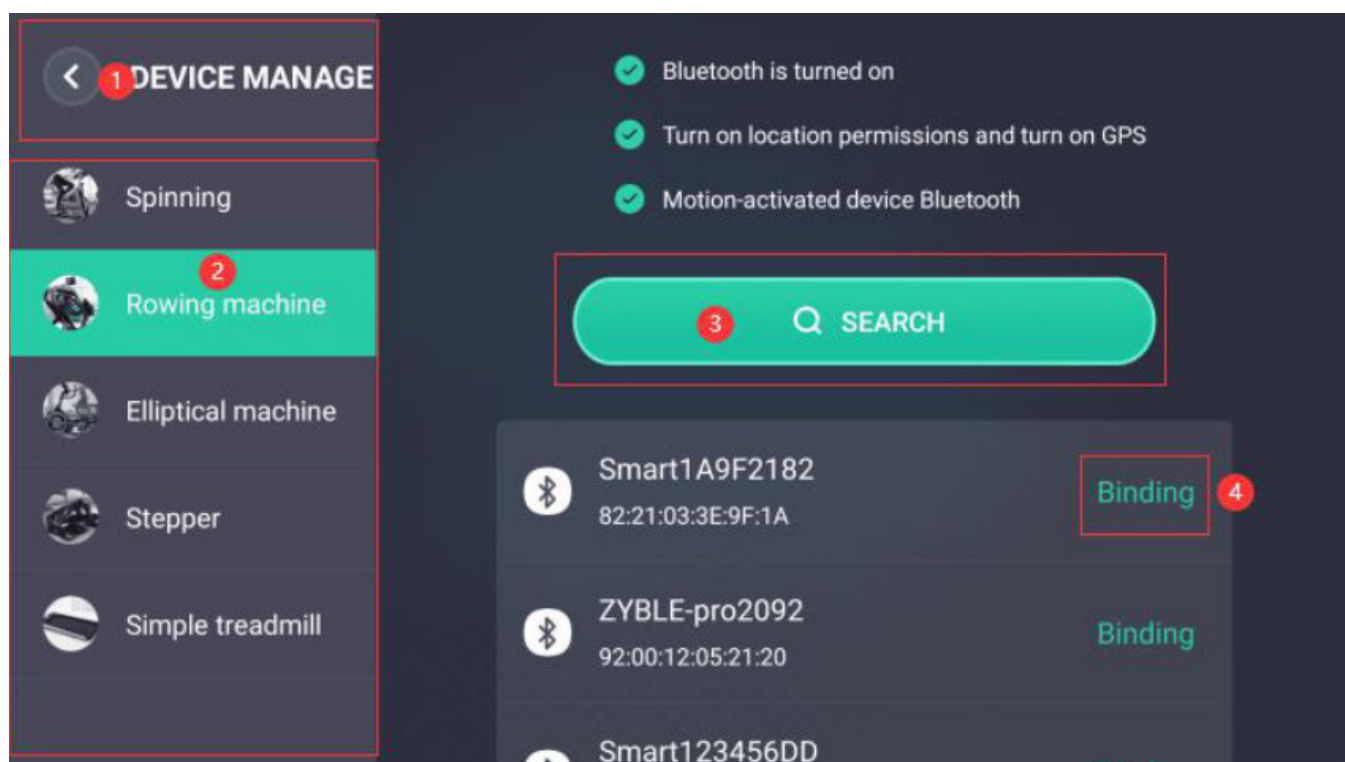 1 DEVICE MANAGE
Spinning
2
Rowing machine
Elliptical machine
Stepper
Simple treadmill
Bluetooth is turned on
Turn on location permissions and turn on GPS
Motion-activated device Bluetooth
3 SEARCH
Smart1A9F2182
82:21:03:3E:9F:1A
Binding 4
ZYBLE-pro2092
92:00:12:05:21:20
Binding
Smart123456DD